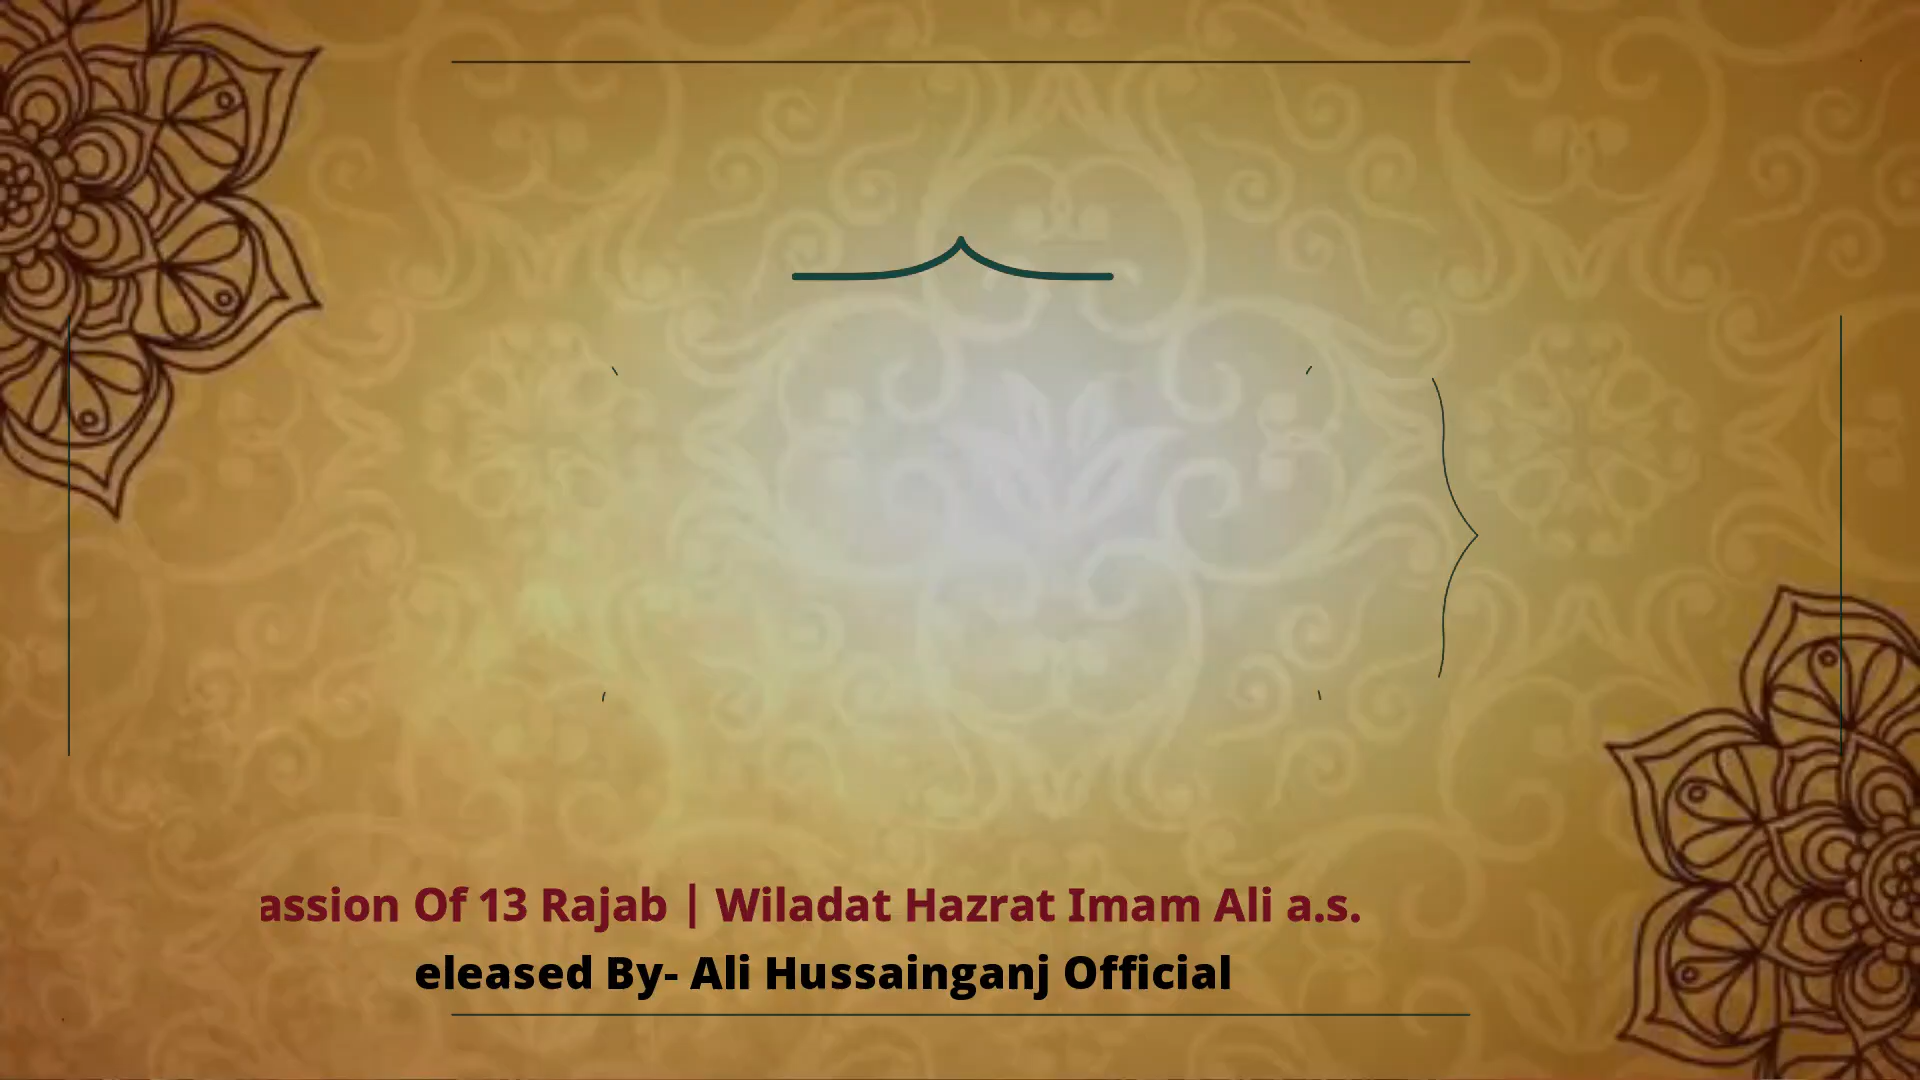 assion Of 13 Rajab | Wiladat Hazrat Imam Ali a.s.
eleased By- Ali Hussainganj Official